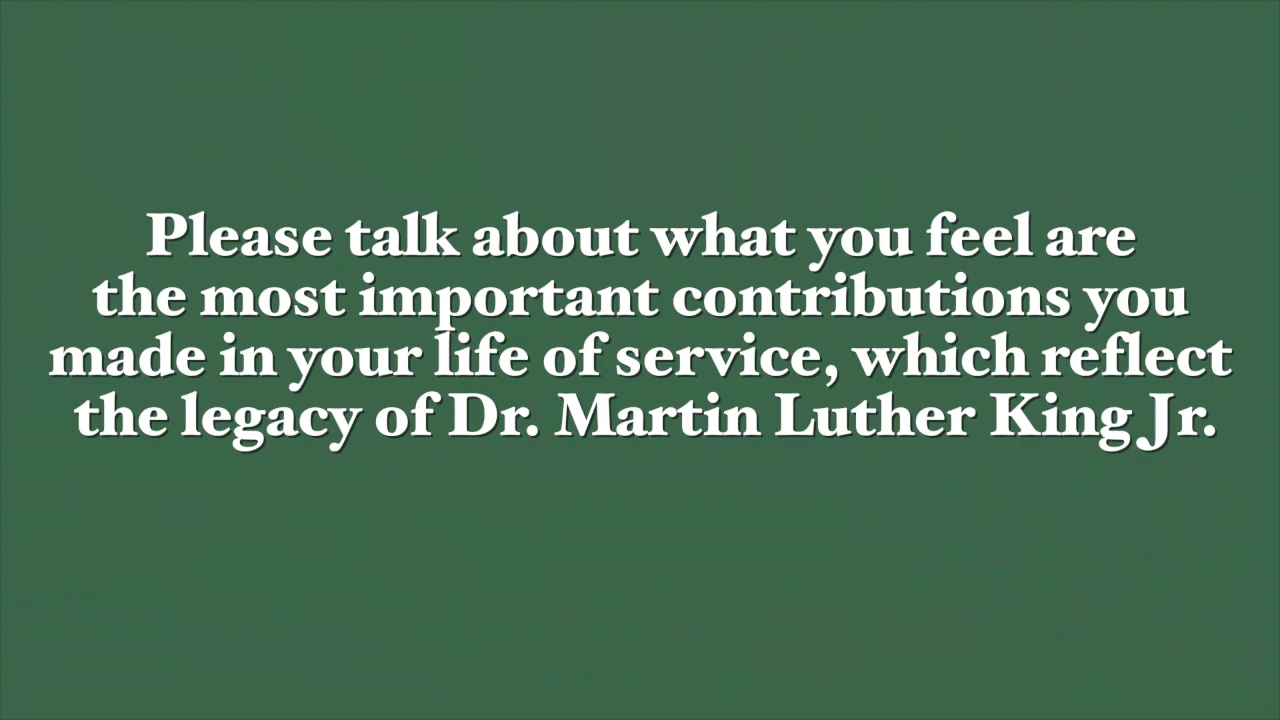 Please talk about what you feel are
the most important contributions you
made in your life of service, which reflect
the legacy of Dr. Martin Luther King Jr.